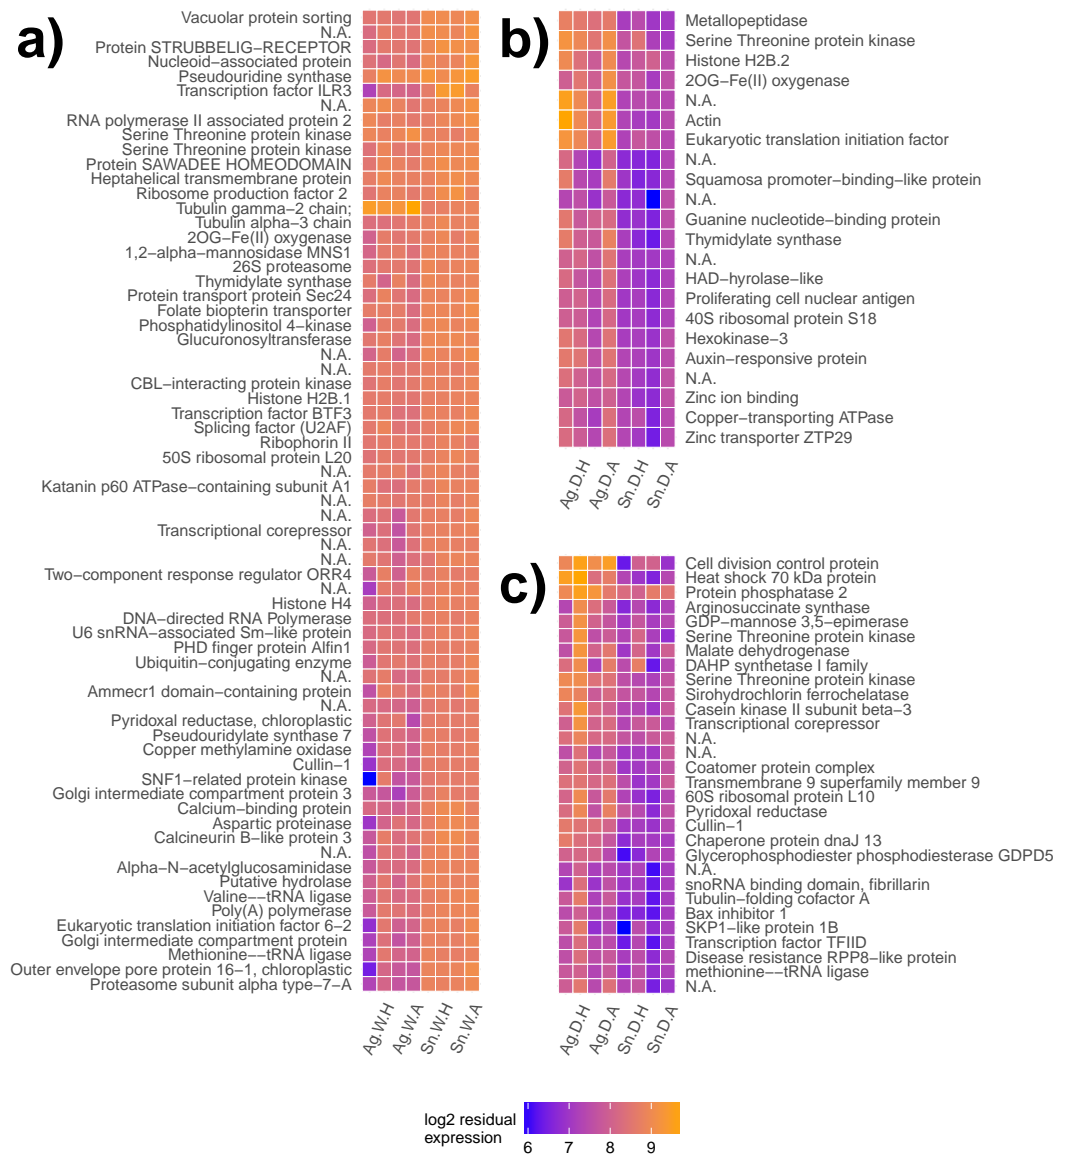 a)
Vacuolar protein sorting
N.A.
Protein STRUBBELIG−RECEPTOR
Nucleoid−associated protein
Pseudouridine synthase
Transcription factor ILR3
N.A.
RNA polymerase II associated protein 2
Serine Threonine protein kinase
Serine Threonine protein kinase
Protein SAWADEE HOMEODOMAIN
Heptahelical transmembrane protein
Ribosome production factor 2
Tubulin gamma−2 chain;
Tubulin alpha−3 chain
2OG−Fe(II) oxygenase
1,2−alpha−mannosidase MNS1
26S proteasome
Thymidylate synthase
Protein transport protein Sec24
Folate biopterin transporter
Phosphatidylinositol 4−kinase
Glucuronosyltransferase
N.A.
N.A.
CBL−interacting protein kinase
Histone H2B.1
Transcription factor BTF3
Splicing factor (U2AF)
Ribophorin II
50S ribosomal protein L20
N.A.
Katanin p60 ATPase−containing subunit A1
N.A.
N.A.
Transcriptional corepressor
N.A.
N.A.
Two−component response regulator ORR4
N.A.
Histone H4
DNA−directed RNA Polymerase
U6 snRNA−associated Sm−like protein
PHD finger protein Alfin1
Ubiquitin−conjugating enzyme
N.A.
Ammecr1 domain−containing protein
N.A.
Pyridoxal reductase, chloroplastic
Pseudouridylate synthase 7
Copper methylamine oxidase
Cullin−1
SNF1−related protein kinase
Golgi intermediate compartment protein 3
Calcium−binding protein
Aspartic proteinase
Calcineurin B−like protein 3
N.A.
Alpha−N−acetylglucosaminidase
Putative hydrolase
Valine−−tRNA ligase
Poly(A) polymerase
Eukaryotic translation initiation factor 6−2
Golgi intermediate compartment protein
Methionine−−tRNA ligase
Outer envelope pore protein 16−1, chloroplastic
Proteasome subunit alpha type−7−A
Ag.W.H
Ag.W.A
Sn.W.H
Sn.W.A
b)
Metallopeptidase
Serine Threonine protein kinase
Histone H2B.2
2OG−Fe(II) oxygenase
N.A.
Actin
Eukaryotic translation initiation factor
N.A.
Squamosa promoter−binding−like protein
N.A.
Guanine nucleotide−binding protein
Thymidylate synthase
N.A.
HAD−hyrolase−like
Proliferating cell nuclear antigen
40S ribosomal protein S18
Hexokinase−3
Auxin−responsive protein
N.A.
Zinc ion binding
Copper−transporting ATPase
Zinc transporter ZTP29
Ag.D.H
Ag.D.A
Sn.D.H
Sn.D.A
c)
Cell division control protein
Heat shock 70 kDa protein
Protein phosphatase 2
Arginosuccinate synthase
GDP−mannose 3,5−epimerase
Serine Threonine protein kinase
Malate dehydrogenase
DAHP synthetase I family
Serine Threonine protein kinase
Sirohydrochlorin ferrochelatase
Casein kinase II subunit beta−3
Transcriptional corepressor
N.A.
N.A.
Coatomer protein complex
Transmembrane 9 superfamily member 9
60S ribosomal protein L10
Pyridoxal reductase
Cullin−1
Chaperone protein dnaJ 13
Glycerophosphodiester phosphodiesterase GDPD5
N.A.
snoRNA binding domain, fibrillarin
Tubulin−folding cofactor A
Bax inhibitor 1
SKP1−like protein 1B
Transcription factor TFIID
Disease resistance RPP8−like protein
methionine−−tRNA ligase
N.A.
Ag.D.H
Ag.D.A
Sn.D.H
Sn.D.A
log2 residual
expression
6 7 8 9